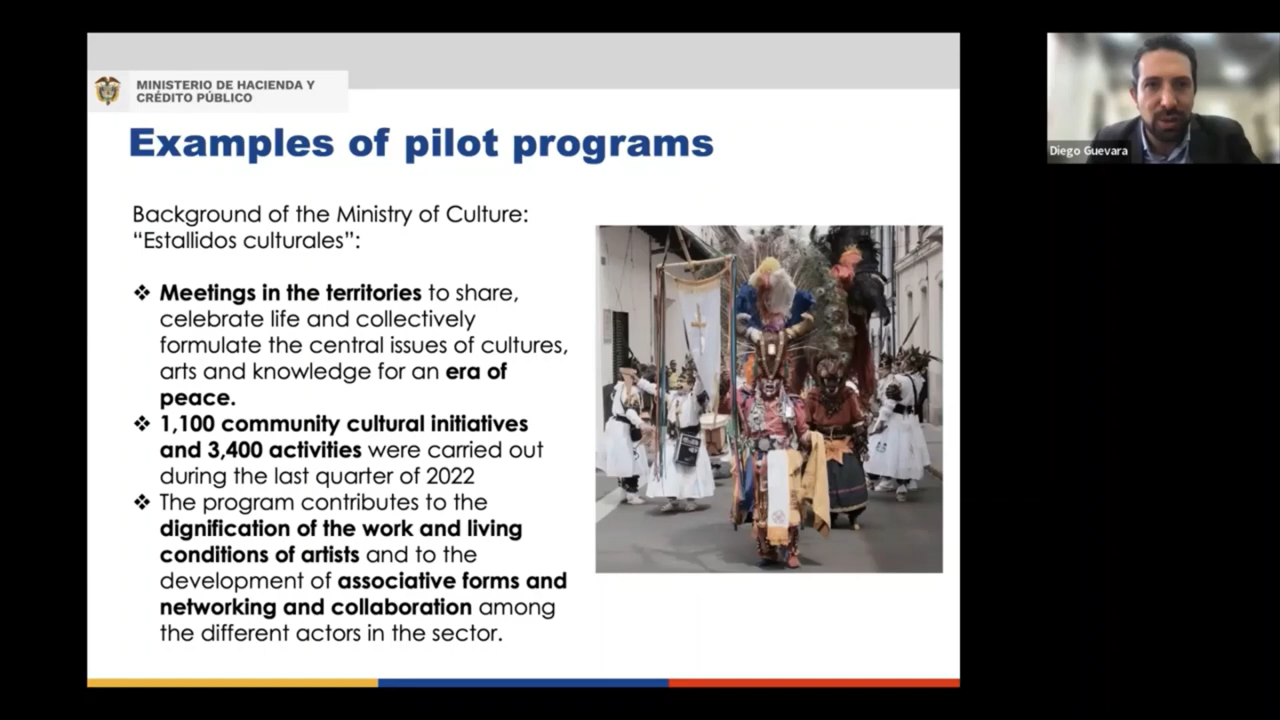 MINISTERIO DE HACIENDA Y
CRÉDITO PÚBLICO
Examples of pilot programs
Background of the Ministry of Culture:
“Estallidos culturales”:
❖ Meetings in the territories to share,
celebrate life and collectively
formulate the central issues of cultures,
arts and knowledge for an era of
peace.
❖ 1,100 community cultural initiatives
and 3,400 activities were carried out
during the last quarter of 2022
❖ The program contributes to the
dignification of the work and living
conditions of artists and to the
development of associative forms and
networking and collaboration among
the different actors in the sector.
Diego Guevara